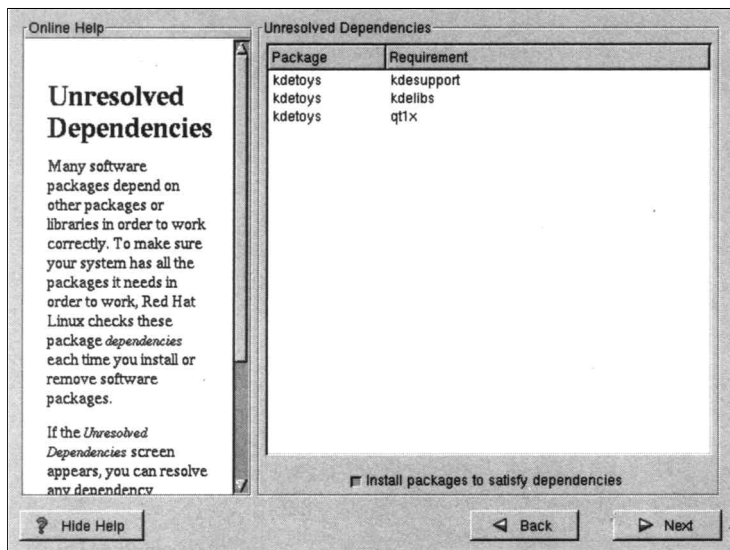 Online Help
Unresolved
Dependencies
Many software
packages depend on
other packages or
libraries in order to work
correctly. To make sure
your system has all the
packages it needs in
order to work, Red Hat
Linux checks these
package dependencies
each time you install or
remove software
packages.
If the Unresolved
Dependencies screen
appears, you can resolve
any dependency
Unresolved Dependencies
Package Requirement
kdetoys kdesupport
kdetoys kdelibs
kdetoys qt1x
Install packages to satisfy dependencies
? Hide Help
Back
Next